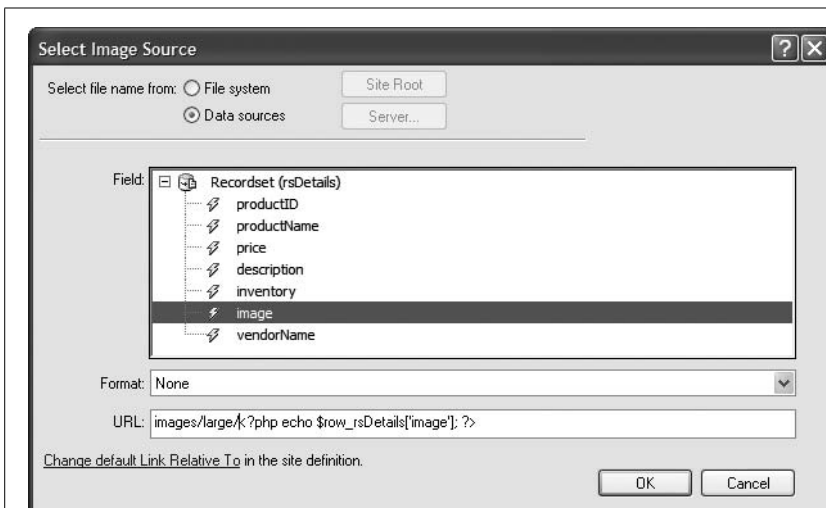 Select Image Source
Select file name from: File system Site Root
Data sources Server...
Field: Recordset (rsDetails)
productID
productName
price
description
inventory
image
vendorName
Format: None
URL: images/large/<?php echo $row_rsDetails['image']; ?>
Change default Link Relative To in the site definition.
OK Cancel